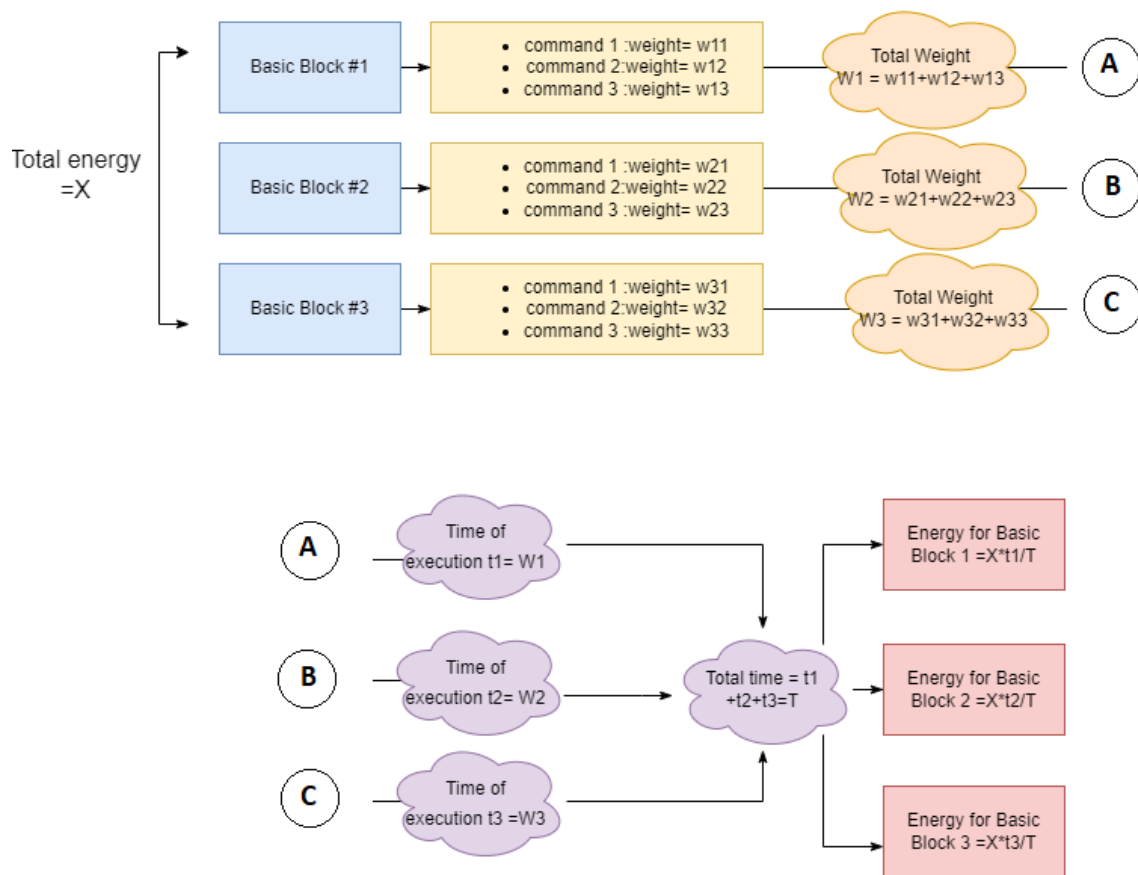 Total energy
=X
Basic Block #1
• command 1 :weight= w11
• command 2:weight= w12
• command 3 :weight= w13
Total Weight
W1 = w11+w12+w13
A
Basic Block #2
• command 1 :weight= w21
• command 2:weight= w22
• command 3 :weight= w23
Total Weight
W2 = w21+w22+w23
B
Basic Block #3
• command 1 :weight= w31
• command 2:weight= w32
• command 3 :weight= w33
Total Weight
W3 = w31+w32+w33
C
A
Time of
execution t1= W1
B
Time of
execution t2= W2
C
Time of
execution t3 =W3
Total time = t1
+t2+t3=T
Energy for Basic
Block 1 =X*t1/T
Energy for Basic
Block 2 =X*t2/T
Energy for Basic
Block 3 =X*t3/T